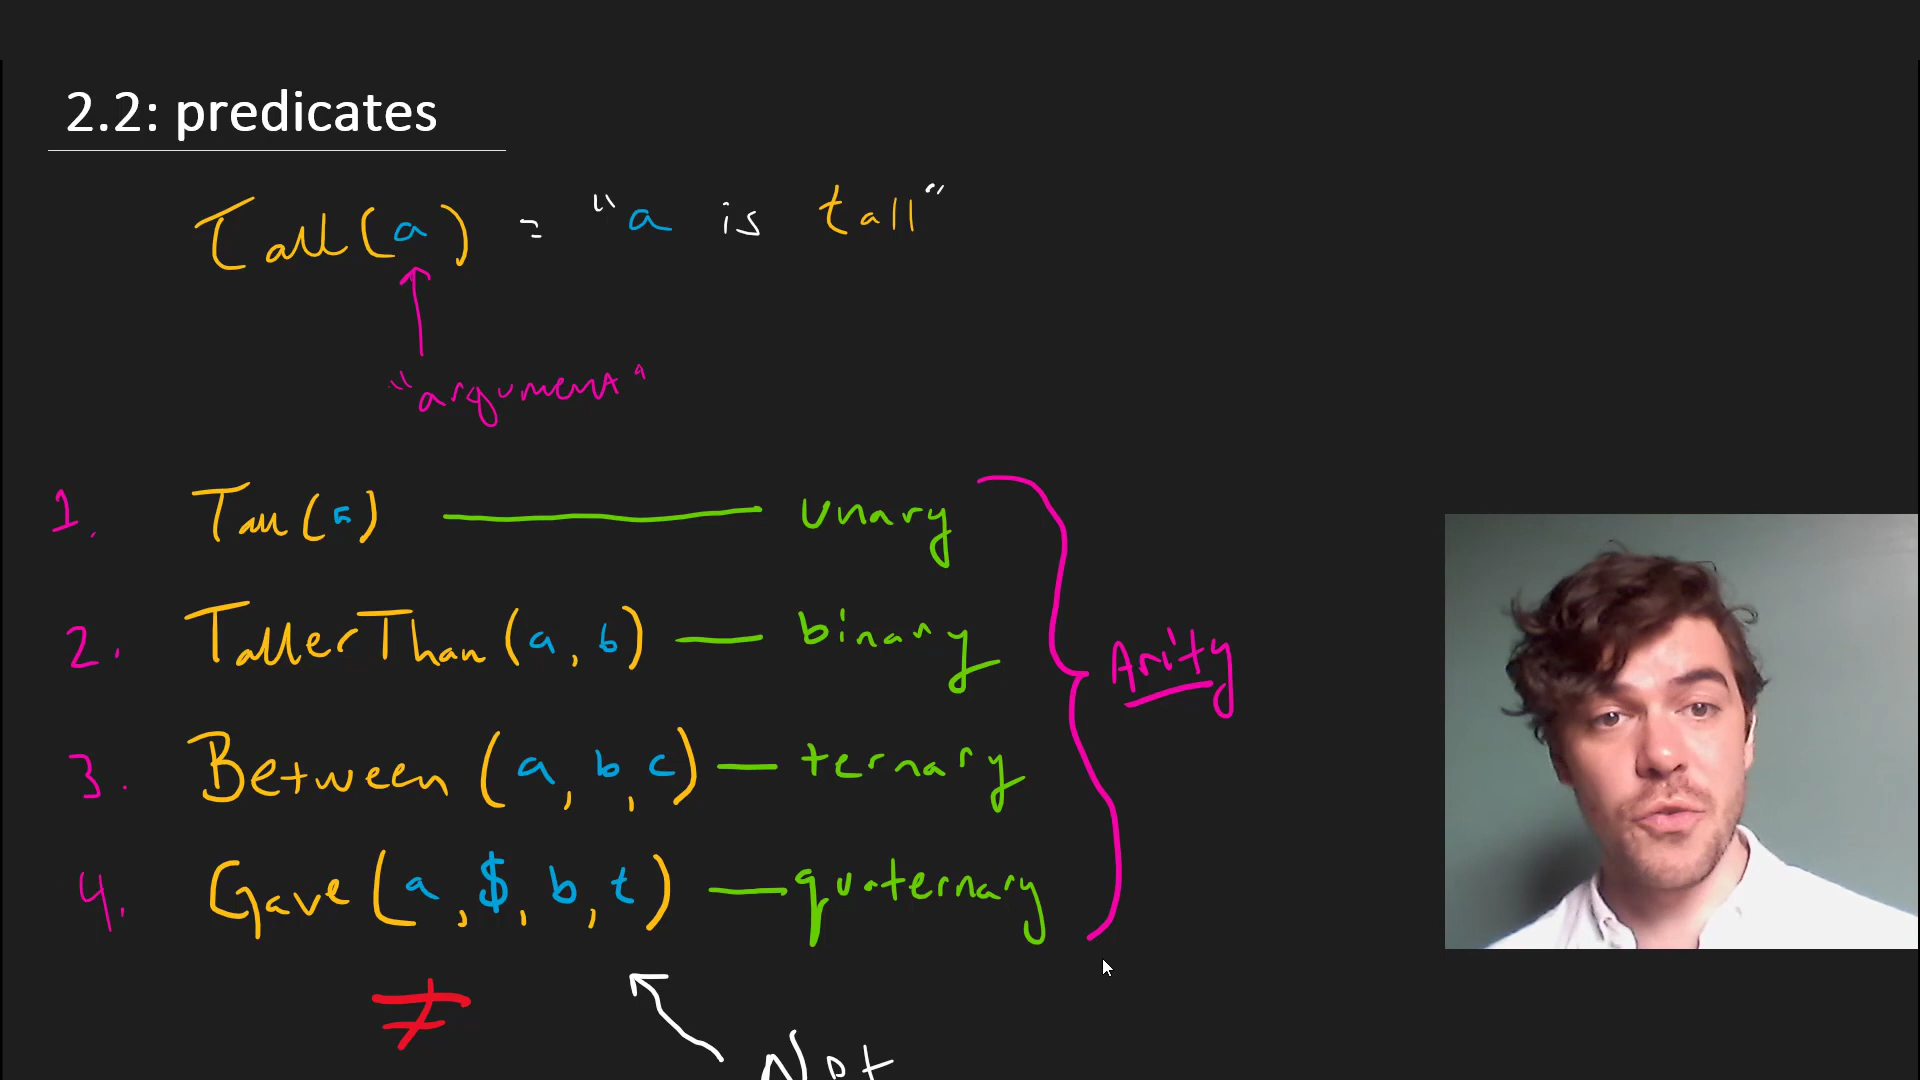 2.2: predicates
Tall(a) = "a is tall"
"argument"
1. Tall(a) — unary
2. TallerThan(a, b) — binary
Arity
3. Between(a, b, c) — ternary
4. Gave(a, $, b, t) — quaternary
≠
Not